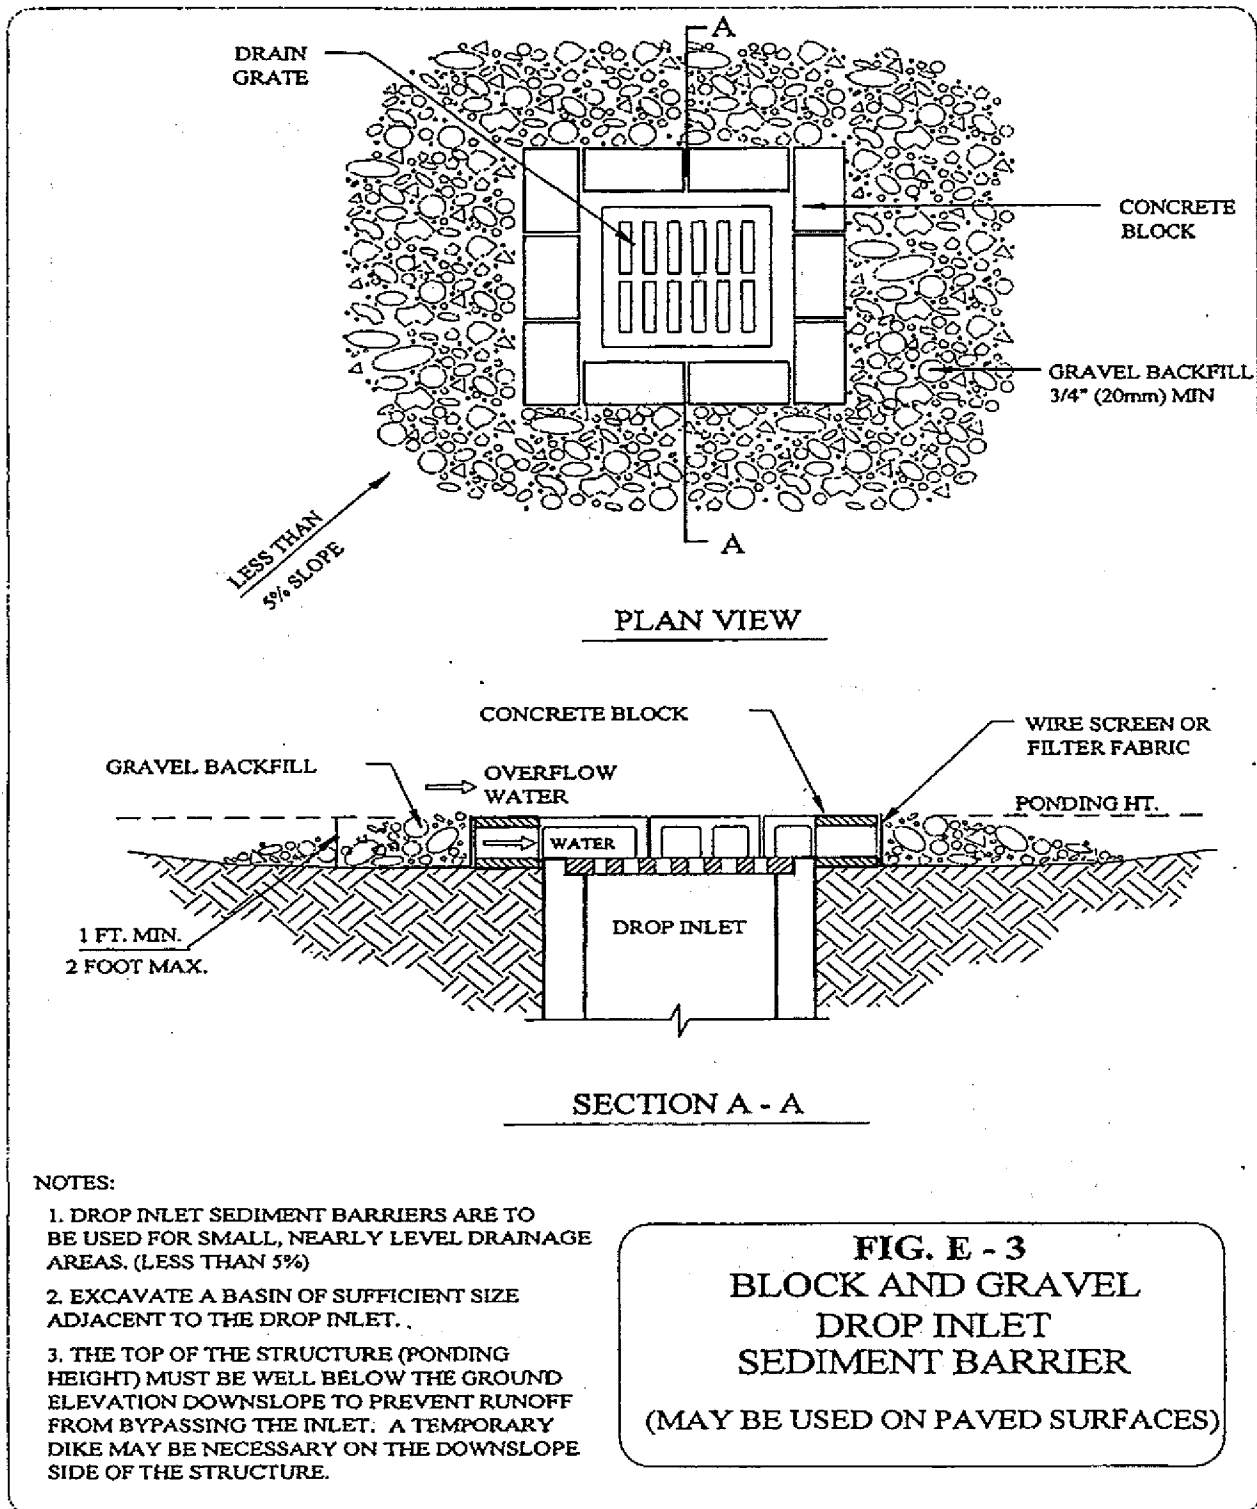 A
DRAIN
GRATE
CONCRETE
BLOCK
GRAVEL BACKFILL
3/4" (20mm) MIN
LESS THAN
5% SLOPE
A
PLAN VIEW
CONCRETE BLOCK
WIRE SCREEN OR
FILTER FABRIC
GRAVEL BACKFILL
OVERFLOW
WATER
PONDING HT.
WATER
1 FT. MIN.
2 FOOT MAX.
DROP INLET
SECTION A - A
NOTES:
1. DROP INLET SEDIMENT BARRIERS ARE TO
BE USED FOR SMALL, NEARLY LEVEL DRAINAGE
AREAS. (LESS THAN 5%)
2. EXCAVATE A BASIN OF SUFFICIENT SIZE
ADJACENT TO THE DROP INLET.
3. THE TOP OF THE STRUCTURE (PONDING
HEIGHT) MUST BE WELL BELOW THE GROUND
ELEVATION DOWNSLOPE TO PREVENT RUNOFF
FROM BYPASSING THE INLET. A TEMPORARY
DIKE MAY BE NECESSARY ON THE DOWNSLOPE
SIDE OF THE STRUCTURE.
FIG. E - 3
BLOCK AND GRAVEL
DROP INLET
SEDIMENT BARRIER
(MAY BE USED ON PAVED SURFACES)